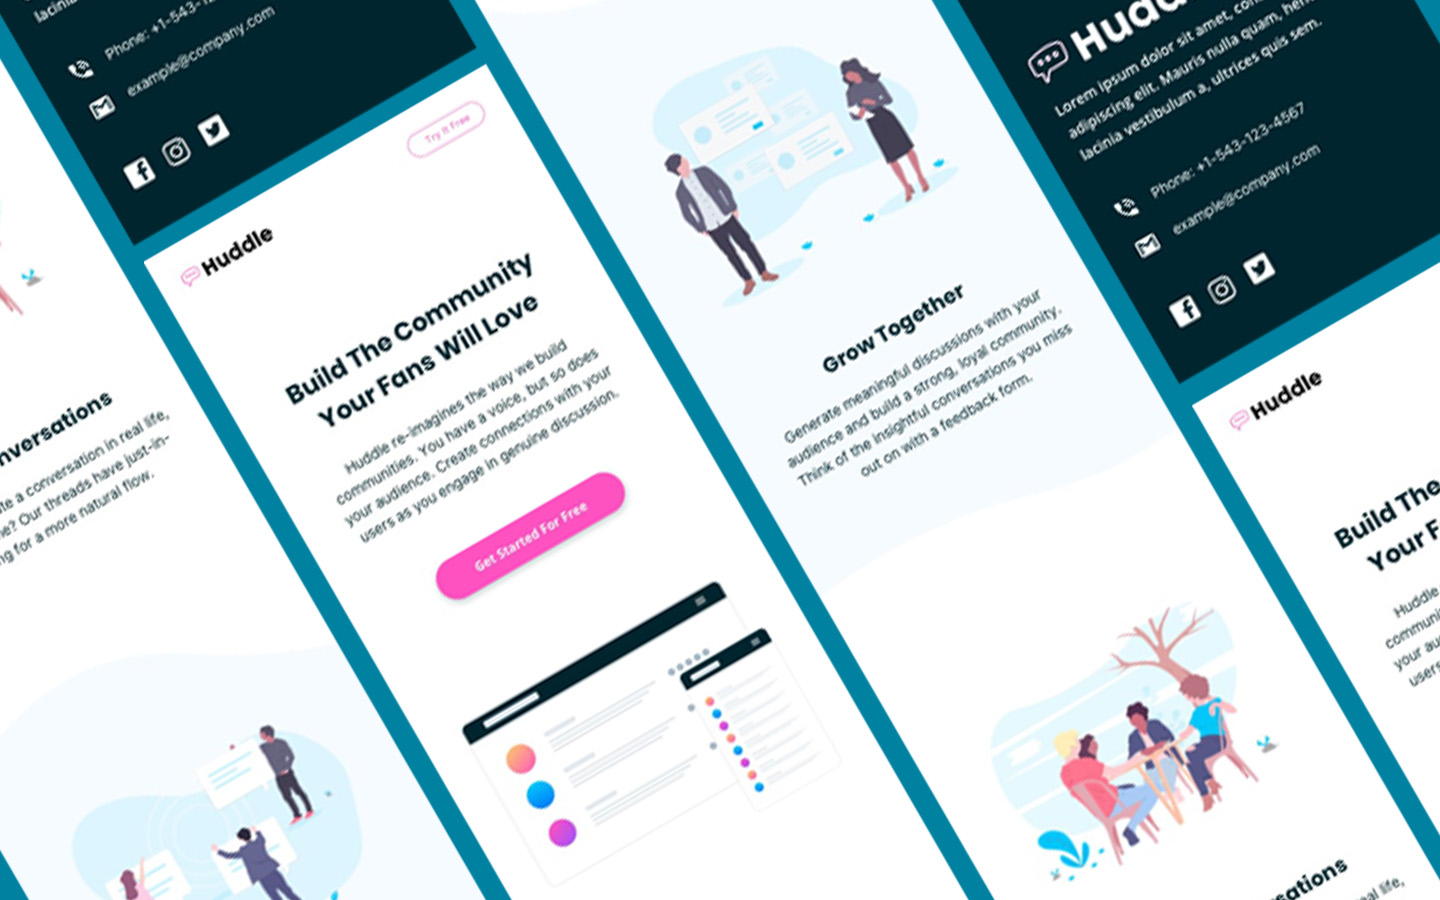 lacinia
Phone: +1-543-12
example@company.com
nversations
te a conversation in real life,
me? Our threads have just-in-
ng for a more natural flow.
Try It Free
Huddle
Build The Community
Your Fans Will Love
Huddle re-imagines the way we build
communities. You have a voice, but so does
your audience. Create connections with your
users as you engage in genuine discussion.
Get Started For Free
Grow Together
Generate meaningful discussions with your
audience and build a strong, loyal community.
Think of the insightful conversations you miss
out on with a feedback form.
Hudd
Lorem ipsum dolor sit amet, con
adipiscing elit. Mauris nulla quam, hen
lacinia vestibulum a, ultrices quis sem.
Phone: +1-543-123-4567
example@company.com
Huddle
Build The
Your F
Huddle
communi
your au
users
sations
real life,